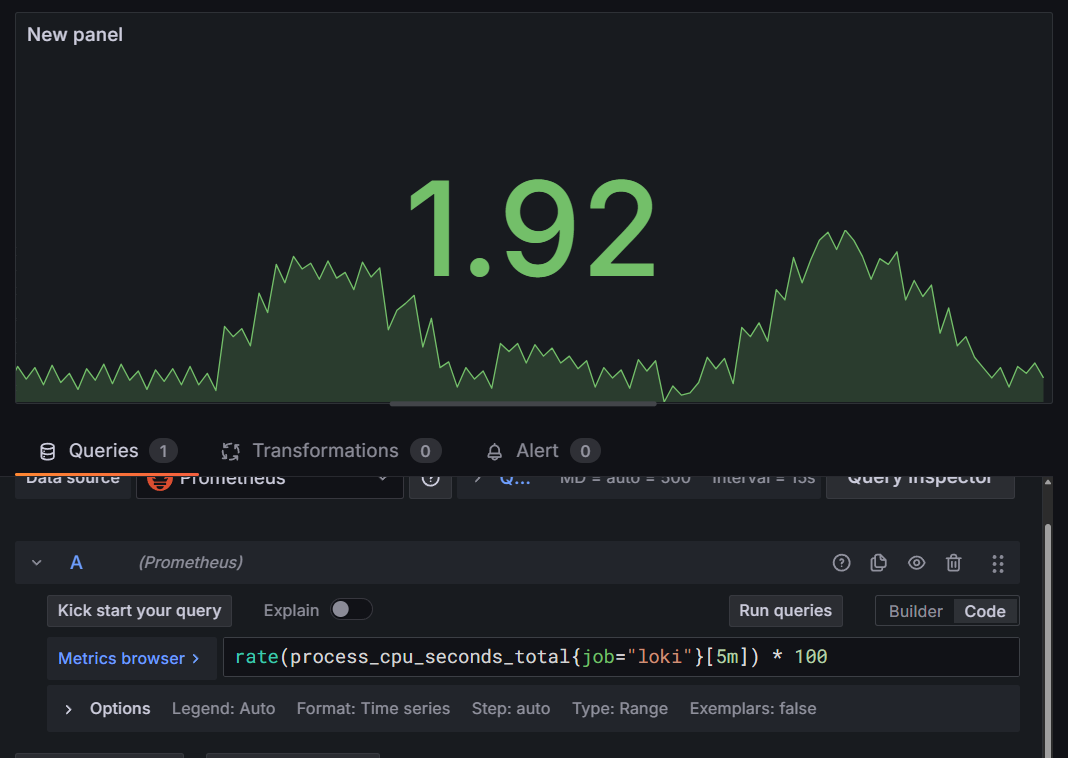 New panel
1.92
Queries 1 Transformations 0 Alert 0
Data source Prometheus Q... MD = auto = 500 Interval = 15s Query inspector
A (Prometheus)
Kick start your query Explain Run queries Builder Code
Metrics browser > rate(process_cpu_seconds_total{job="loki"}[5m]) * 100
Options Legend: Auto Format: Time series Step: auto Type: Range Exemplars: false